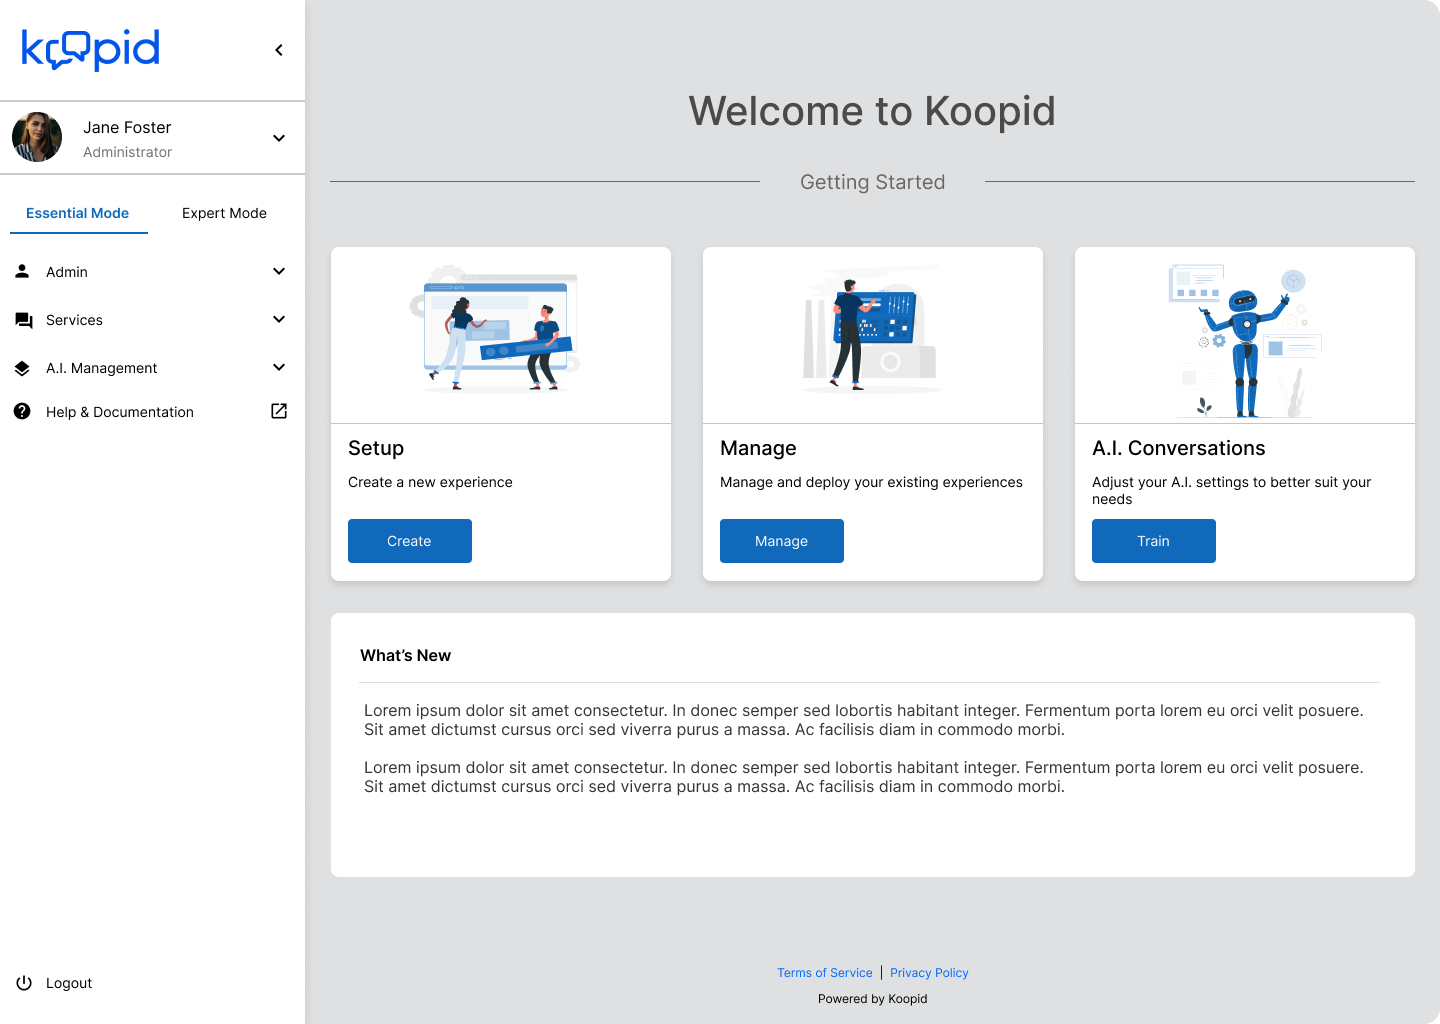 koopid
Jane Foster
Administrator
Essential Mode
Expert Mode
Admin
Services
A.I. Management
Help & Documentation
Logout
Welcome to Koopid
Getting Started
Setup
Create a new experience
Create
Manage
Manage and deploy your existing experiences
Manage
A.I. Conversations
Adjust your A.I. settings to better suit your
needs
Train
What’s New
Lorem ipsum dolor sit amet consectetur. In donec semper sed lobortis habitant integer. Fermentum porta lorem eu orci velit posuere.
Sit amet dictumst cursus orci sed viverra purus a massa. Ac facilisis diam in commodo morbi.
Lorem ipsum dolor sit amet consectetur. In donec semper sed lobortis habitant integer. Fermentum porta lorem eu orci velit posuere.
Sit amet dictumst cursus orci sed viverra purus a massa. Ac facilisis diam in commodo morbi.
Terms of Service | Privacy Policy
Powered by Koopid